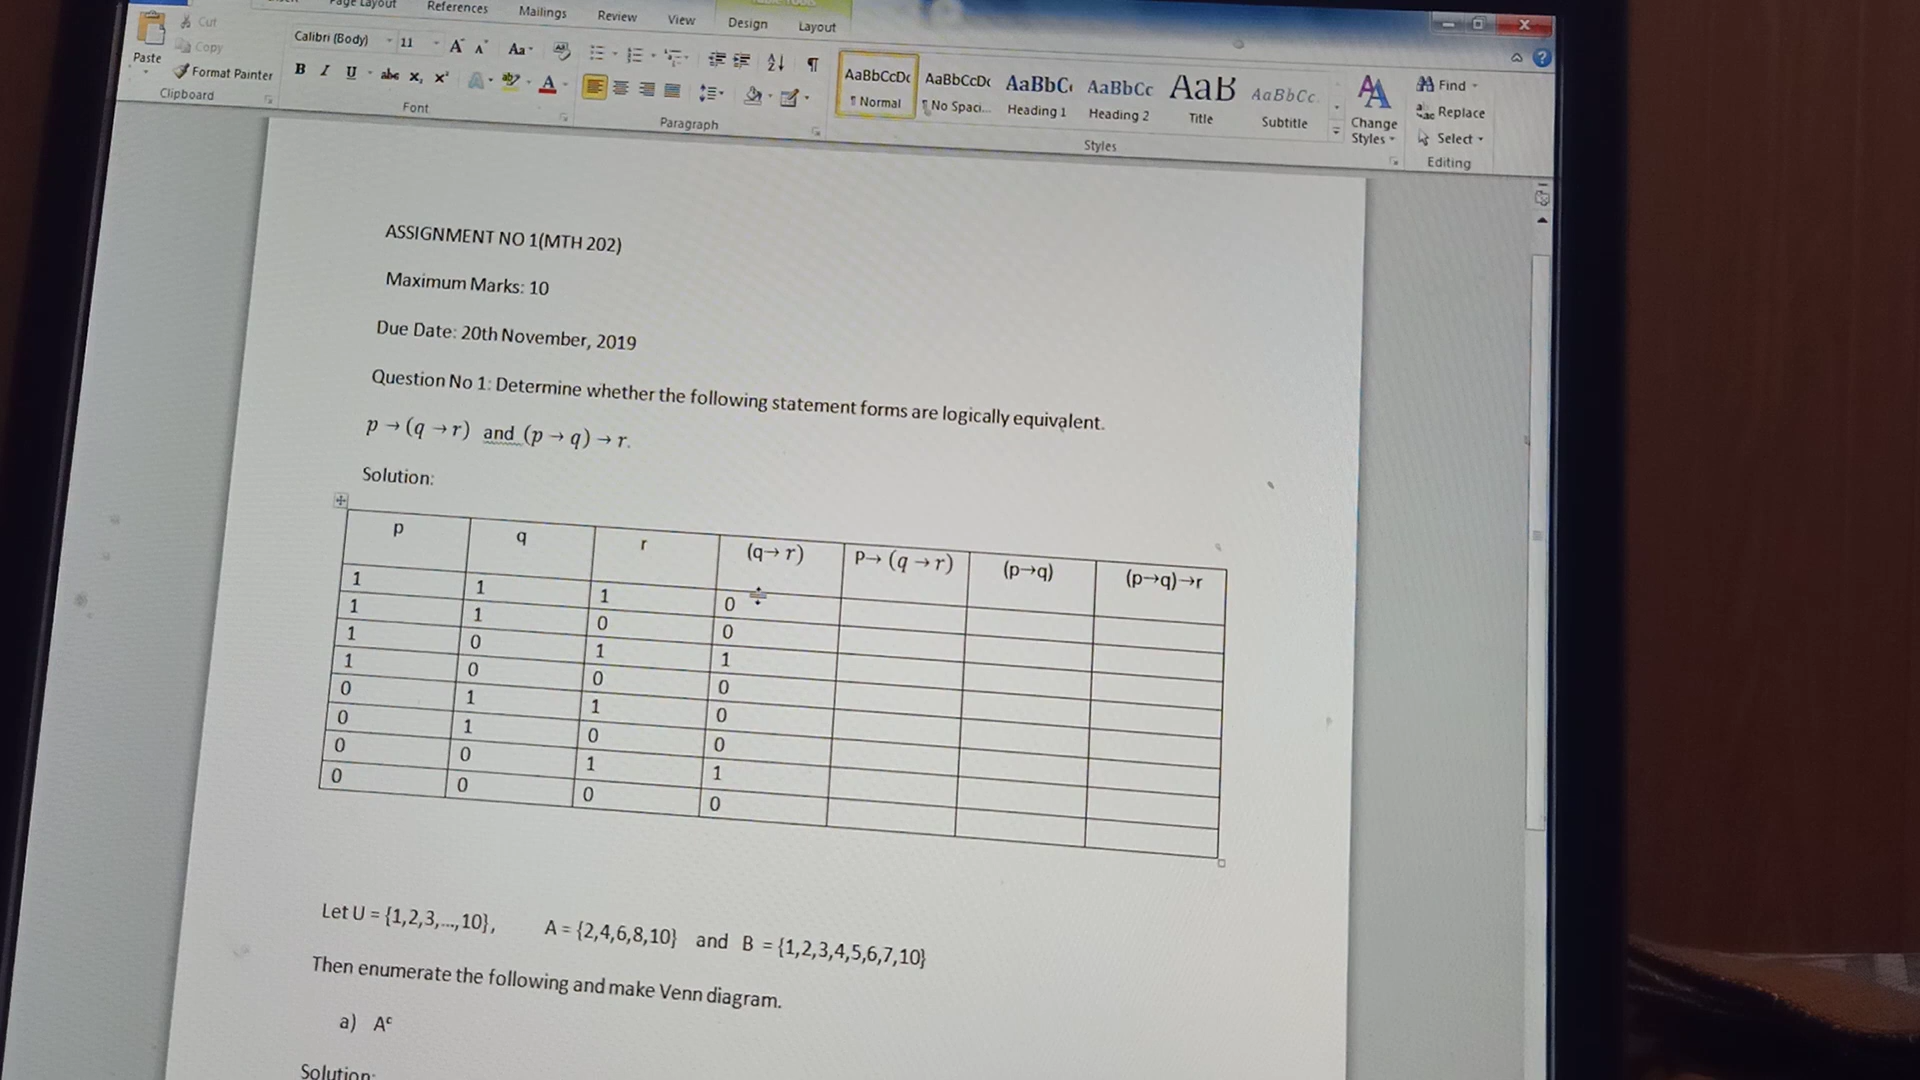 Page Layout References Mailings Review View Design Layout
Cut
Copy
Paste
Format Painter
Clipboard
Calibri (Body) 11 A A Aa
B I U abc X₂ X² A ab A
Font
Paragraph
AaBbCcDc AaBbCcDc AaBbC AaBbCc AaB AaBbCc.
¶ Normal ¶ No Spaci... Heading 1 Heading 2 Title Subtitle
Styles
Change
Styles
Find
Replace
Select
Editing
ASSIGNMENT NO 1(MTH 202)
Maximum Marks: 10
Due Date: 20th November, 2019
Question No 1: Determine whether the following statement forms are logically equivalent.
p → (q → r) and (p → q) → r.
Solution:
p q r (q→ r) P→ (q → r) (p→q) (p→q)→r
1 1 1 0
1 1 0 0
1 0 1 1
1 0 0 0
0 1 1 0
0 1 0 0
0 0 1 1
0 0 0 0
Let U = {1,2,3,...,10}, A = {2,4,6,8,10} and B = {1,2,3,4,5,6,7,10}
Then enumerate the following and make Venn diagram.
a) Aᶜ
Solution: